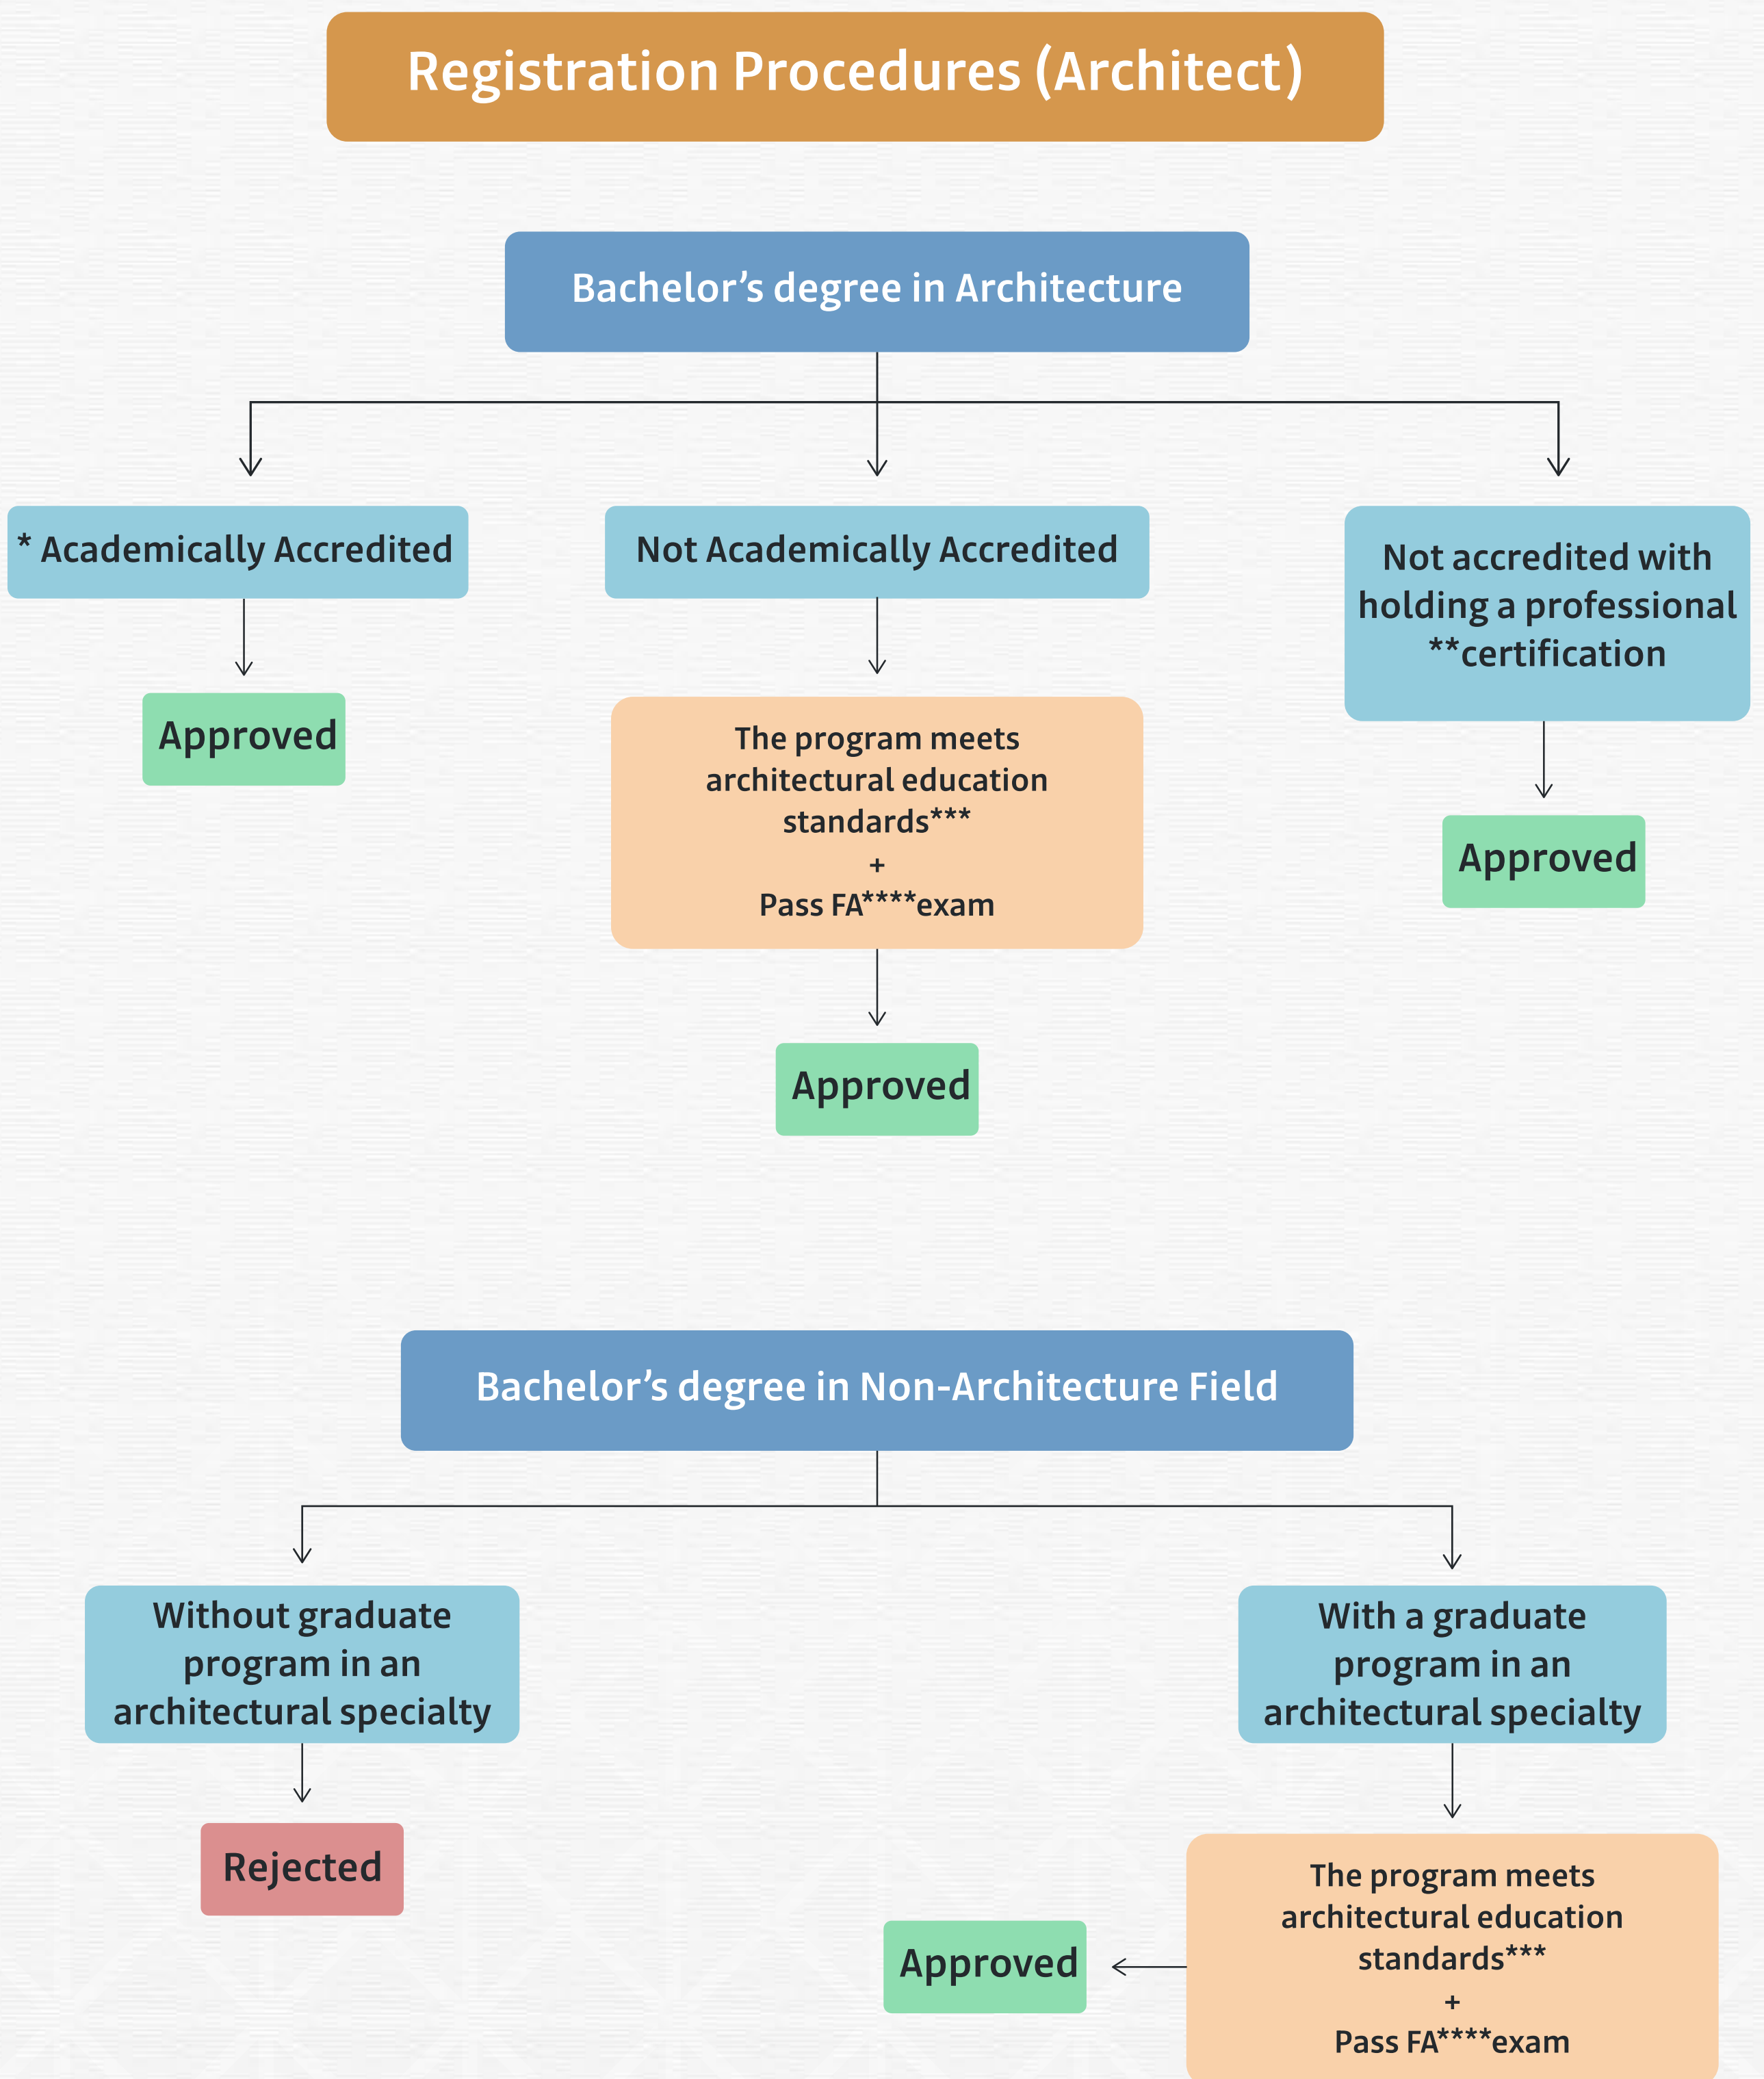 Registration Procedures (Architect)
Bachelor’s degree in Architecture
* Academically Accredited
Not Academically Accredited
Not accredited with
holding a professional
**certification
Approved
The program meets
architectural education
standards***
+
Pass FA****exam
Approved
Approved
Bachelor’s degree in Non-Architecture Field
Without graduate
program in an
architectural specialty
With a graduate
program in an
architectural specialty
Rejected
The program meets
architectural education
standards***
+
Pass FA****exam
Approved